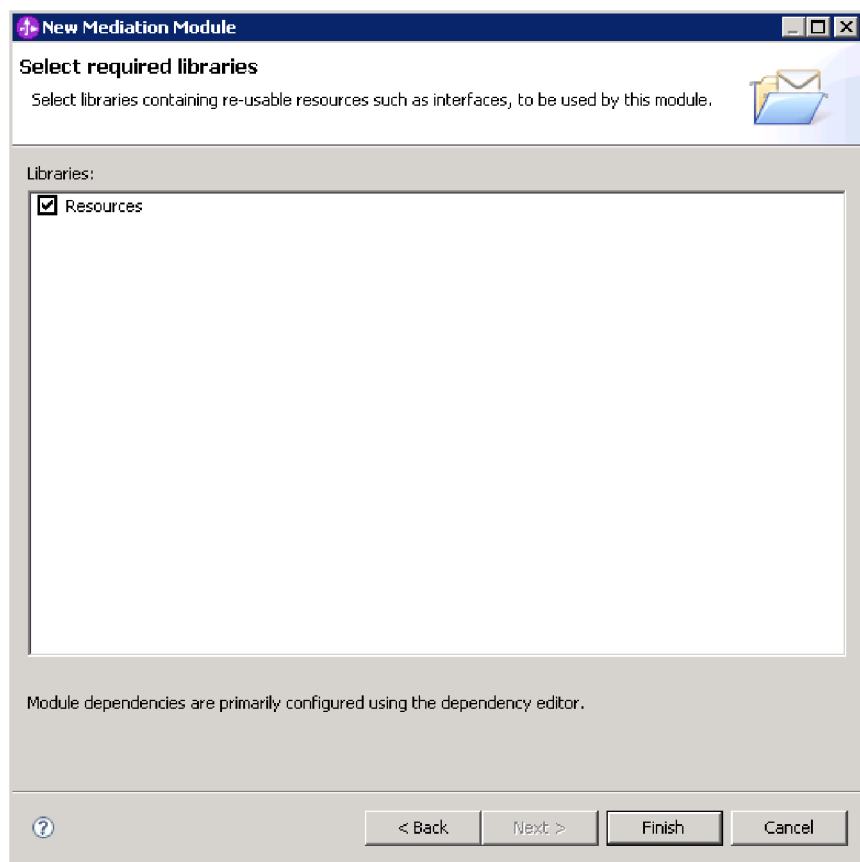 New Mediation Module
Select required libraries
Select libraries containing re-usable resources such as interfaces, to be used by this module.
Libraries:
Resources
Module dependencies are primarily configured using the dependency editor.
? < Back Next > Finish Cancel